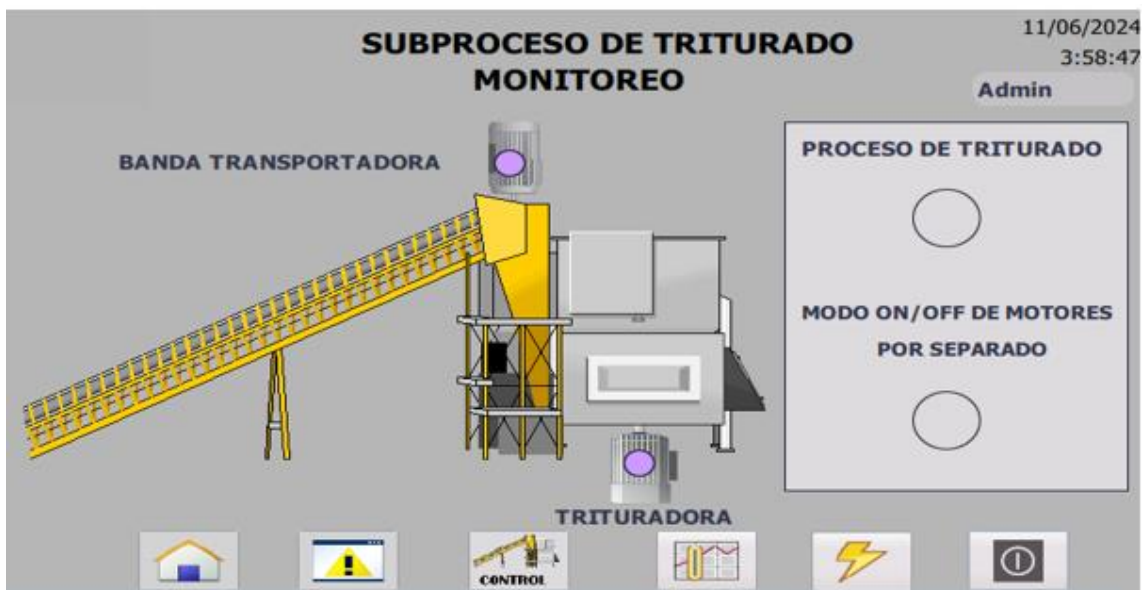 SUBPROCESO DE TRITURADO
MONITOREO
11/06/2024
3:58:47
Admin
BANDA TRANSPORTADORA
PROCESO DE TRITURADO
MODO ON/OFF DE MOTORES
POR SEPARADO
TRITURADORA
CONTROL